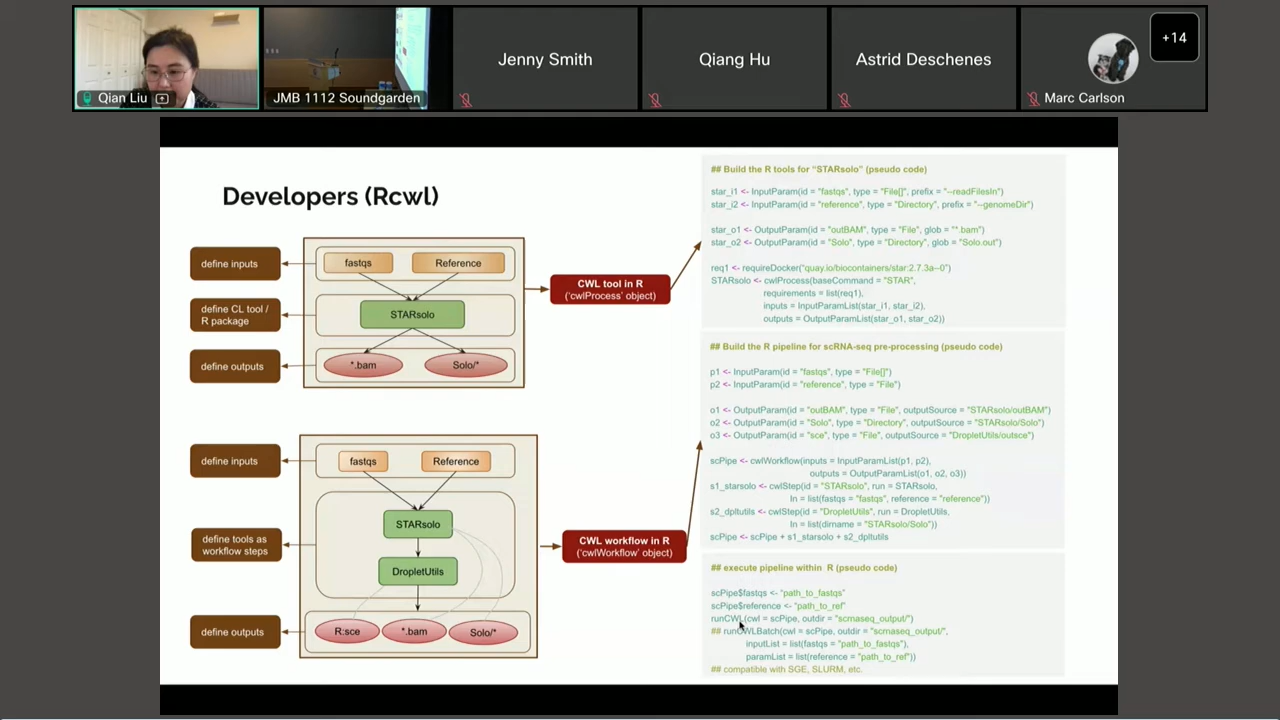 Qian Liu
JMB 1112 Soundgarden
Jenny Smith
Qiang Hu
Astrid Deschenes
Marc Carlson
+14
Developers (Rcwl)
define inputs
fastqs
Reference
define CL tool /
R package
STARsolo
define outputs
*.bam
Solo/*
CWL tool in R
('cwlProcess' object)
define inputs
fastqs
Reference
define tools as
workflow steps
STARsolo
DropletUtils
define outputs
R:sce
*.bam
Solo/*
CWL workflow in R
('cwlWorkflow' object)
## Build the R tools for "STARsolo" (pseudo code)
star_i1 <- InputParam(id = "fastqs", type = "File[]", prefix = "--readFilesIn")
star_i2 <- InputParam(id = "reference", type = "Directory", prefix = "--genomeDir")
star_o1 <- OutputParam(id = "outBAM", type = "File", glob = "*.bam")
star_o2 <- OutputParam(id = "Solo", type = "Directory", glob = "Solo.out")
req1 <- requireDocker("quay.io/biocontainers/star:2.7.3a--0")
STARsolo <- cwlProcess(baseCommand = "STAR",
requirements = list(req1),
inputs = InputParamList(star_i1, star_i2),
outputs = OutputParamList(star_o1, star_o2))
## Build the R pipeline for scRNA-seq pre-processing (pseudo code)
p1 <- InputParam(id = "fastqs", type = "File[]")
p2 <- InputParam(id = "reference", type = "File")
o1 <- OutputParam(id = "outBAM", type = "File", outputSource = "STARsolo/outBAM")
o2 <- OutputParam(id = "Solo", type = "Directory", outputSource = "STARsolo/Solo")
o3 <- OutputParam(id = "sce", type = "File", outputSource = "DropletUtils/outsce")
scPipe <- cwlWorkflow(inputs = InputParamList(p1, p2),
outputs = OutputParamList(o1, o2, o3))
s1_starsolo <- cwlStep(id = "STARsolo", run = STARsolo,
In = list(fastqs = "fastqs", reference = "reference"))
s2_dpltutils <- cwlStep(id = "DropletUtils", run = DropletUtils,
In = list(dirname = "STARsolo/Solo"))
scPipe <- scPipe + s1_starsolo + s2_dpltutils
## execute pipeline within R (pseudo code)
scPipe$fastqs <- "path_to_fastqs"
scPipe$reference <- "path_to_ref"
runCWL(cwl = scPipe, outdir = "scrnaseq_output/")
## runCWLBatch(cwl = scPipe, outdir = "scrnaseq_output/",
inputList = list(fastqs = "path_to_fastqs"),
paramList = list(reference = "path_to_ref"))
## compatible with SGE, SLURM, etc.